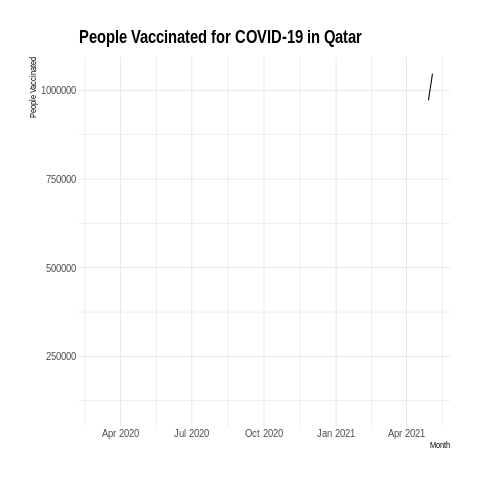 People Vaccinated for COVID-19 in Qatar
People Vaccinated
1000000
750000
500000
250000
Apr 2020 Jul 2020 Oct 2020 Jan 2021 Apr 2021
Month